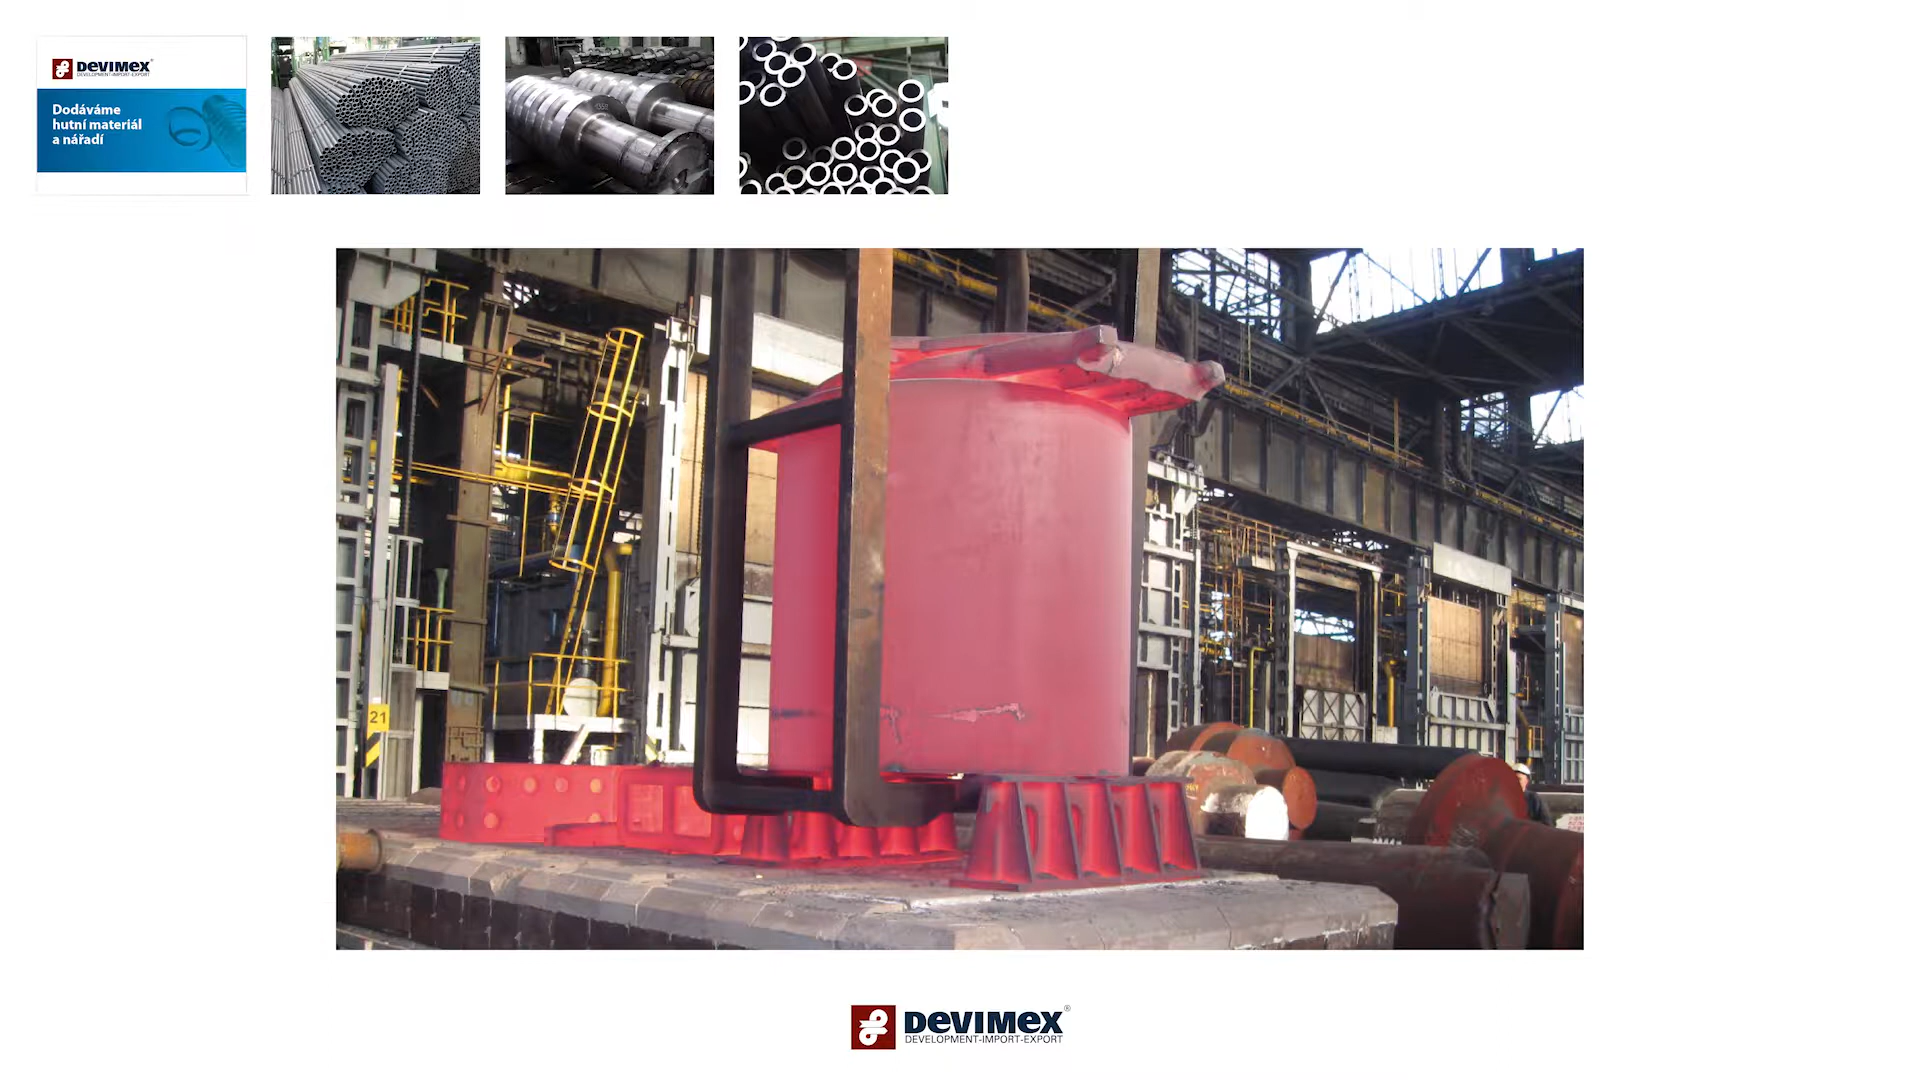 DEVIMEX®
DEVELOPMENT-IMPORT-EXPORT
Dodáváme
hutní materiál
a nářadí
21
DEVIMEX®
DEVELOPMENT-IMPORT-EXPORT